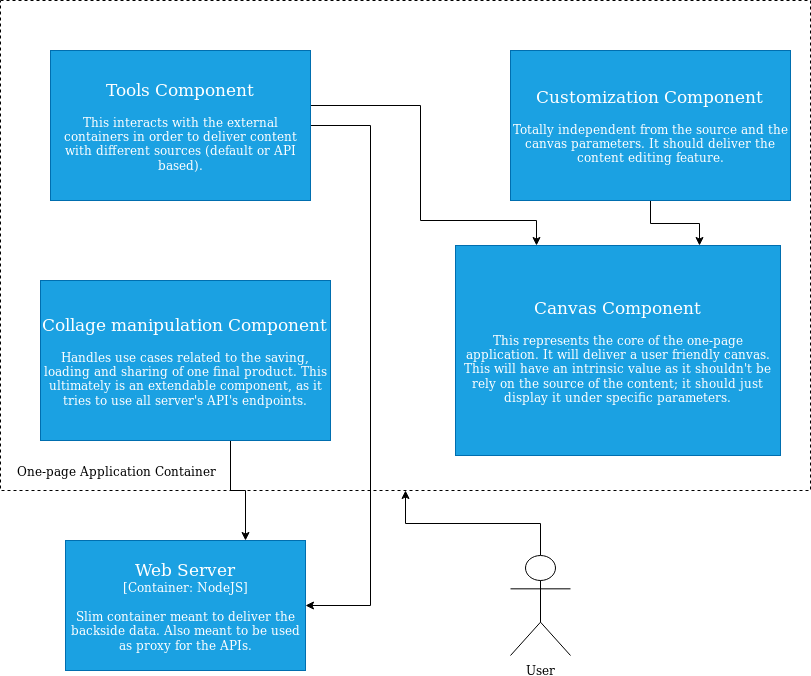 Tools Component
This interacts with the external
containers in order to deliver content
with different sources (default or API
based).
Customization Component
Totally independent from the source and the
canvas parameters. It should deliver the
content editing feature.
Collage manipulation Component
Handles use cases related to the saving,
loading and sharing of one final product. This
ultimately is an extendable component, as it
tries to use all server's API's endpoints.
Canvas Component
This represents the core of the one-page
application. It will deliver a user friendly canvas.
This will have an intrinsic value as it shouldn't be
rely on the source of the content; it should just
display it under specific parameters.
One-page Application Container
Web Server
[Container: NodeJS]
Slim container meant to deliver the
backside data. Also meant to be used
as proxy for the APIs.
User